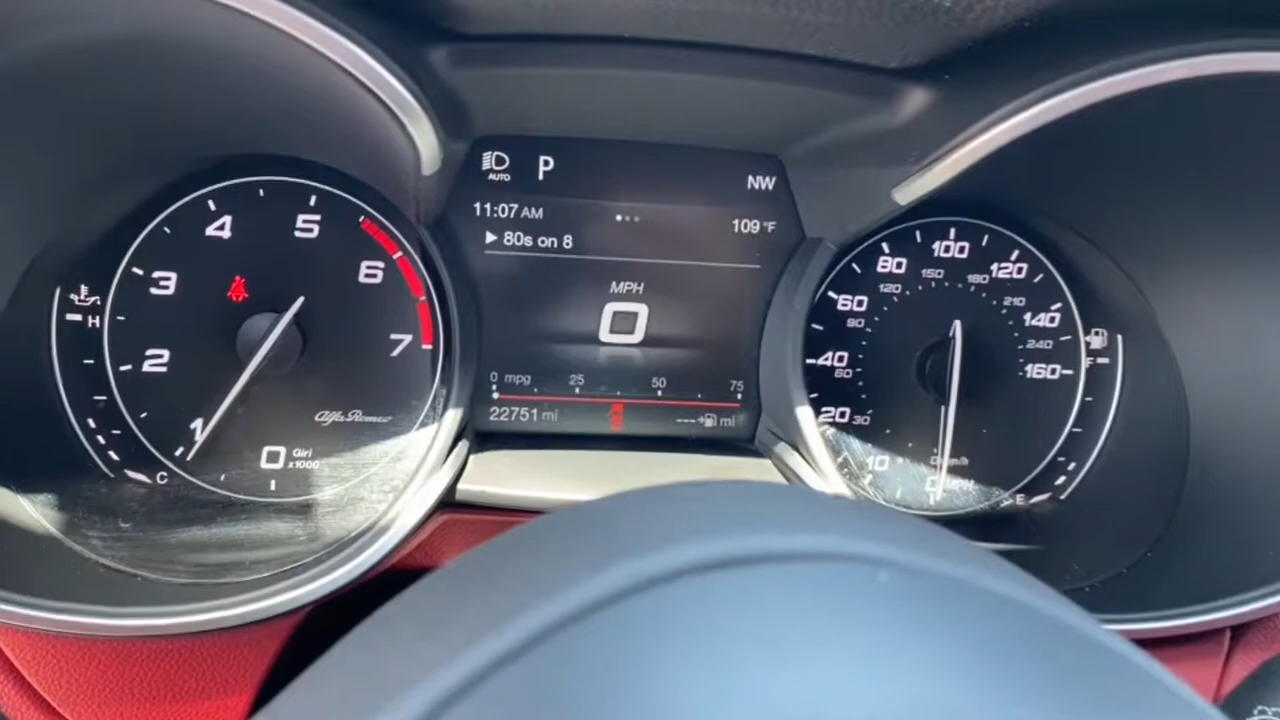 AUTO P NW
11:07 AM 109 °F
80s on 8
MPH
0
0 mpg 25 50 75
22751 mi --- mi
H
C
1
2
3
4
5
6
7
Alfa Romeo
0 Giri x1000
0 MPH
10
20 30
40 60
60 90
80 120
100 150
120 180
140 210
160 240
F
E